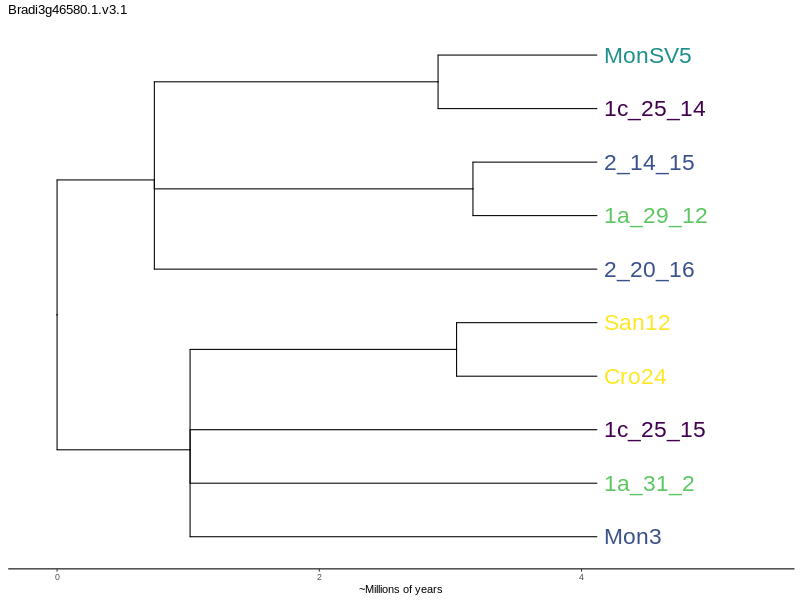 Bradi3g46580.1.v3.1
MonSV5
1c_25_14
2_14_15
1a_29_12
2_20_16
San12
Cro24
1c_25_15
1a_31_2
Mon3
0 2 4
~Millions of years